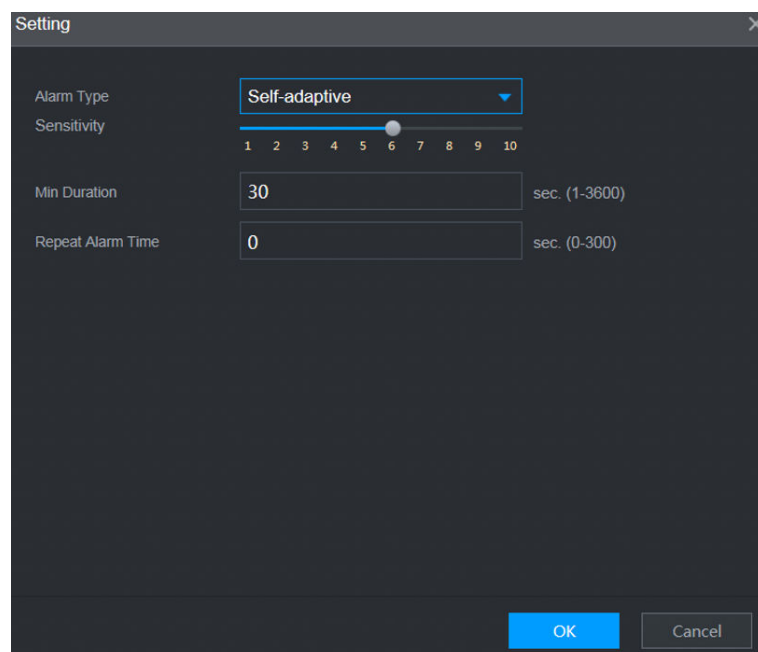 Setting
Alarm Type Self-adaptive
Sensitivity
1 2 3 4 5 6 7 8 9 10
Min Duration 30 sec. (1-3600)
Repeat Alarm Time 0 sec. (0-300)
OK Cancel